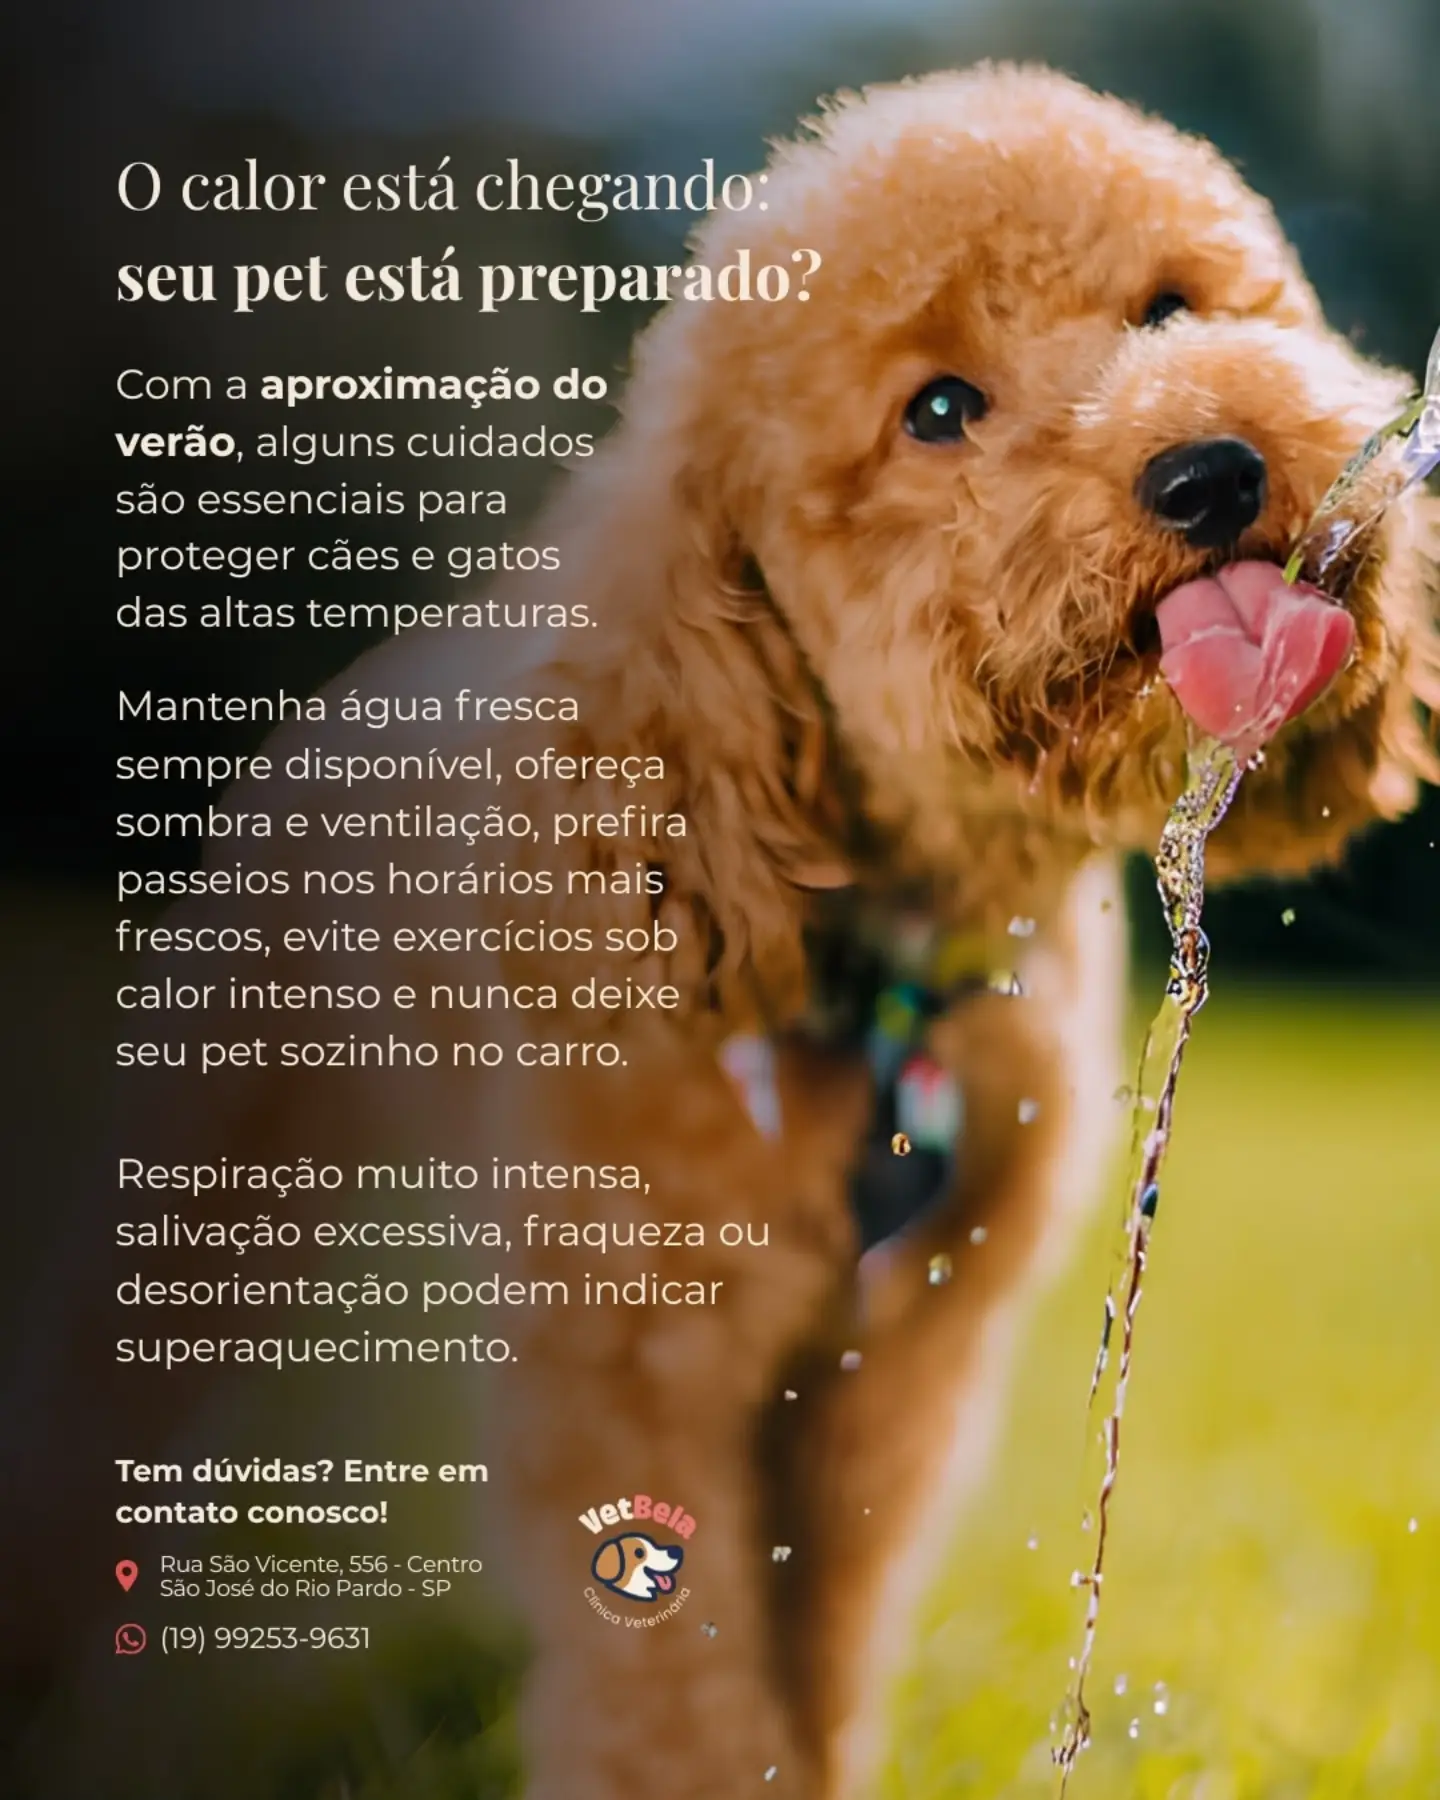 O calor está chegando:
seu pet está preparado?
Com a aproximação do
verão, alguns cuidados
são essenciais para
proteger cães e gatos
das altas temperaturas.
Mantenha água fresca
sempre disponível, ofereça
sombra e ventilação, prefira
passeios nos horários mais
frescos, evite exercícios sob
calor intenso e nunca deixe
seu pet sozinho no carro.
Respiração muito intensa,
salivação excessiva, fraqueza ou
desorientação podem indicar
superaquecimento.
Tem dúvidas? Entre em
contato conosco!
Rua São Vicente, 556 - Centro
São José do Rio Pardo - SP
(19) 99253-9631
VetBela
Clínica Veterinária